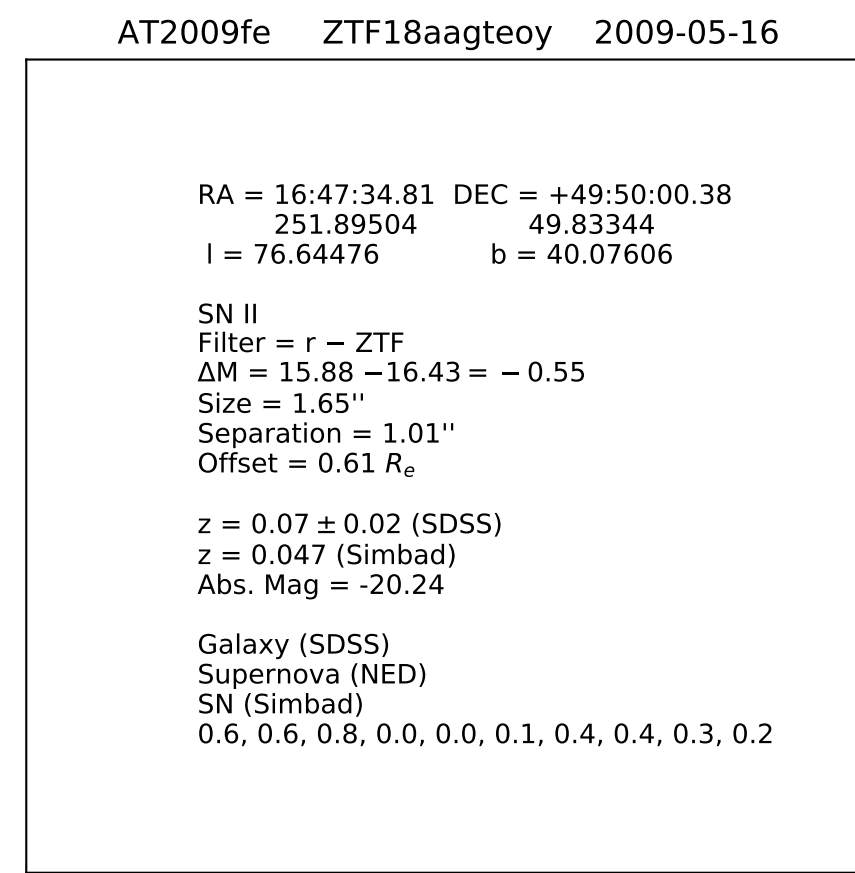 AT2009fe ZTF18aagteoy 2009-05-16
RA = 16:47:34.81 DEC = +49:50:00.38
251.89504 49.83344
l = 76.64476 b = 40.07606
SN II
Filter = r − ZTF
ΔM = 15.88 −16.43 = − 0.55
Size = 1.65''
Separation = 1.01''
Offset = 0.61 Rₑ
z = 0.07 ± 0.02 (SDSS)
z = 0.047 (Simbad)
Abs. Mag = -20.24
Galaxy (SDSS)
Supernova (NED)
SN (Simbad)
0.6, 0.6, 0.8, 0.0, 0.0, 0.1, 0.4, 0.4, 0.3, 0.2